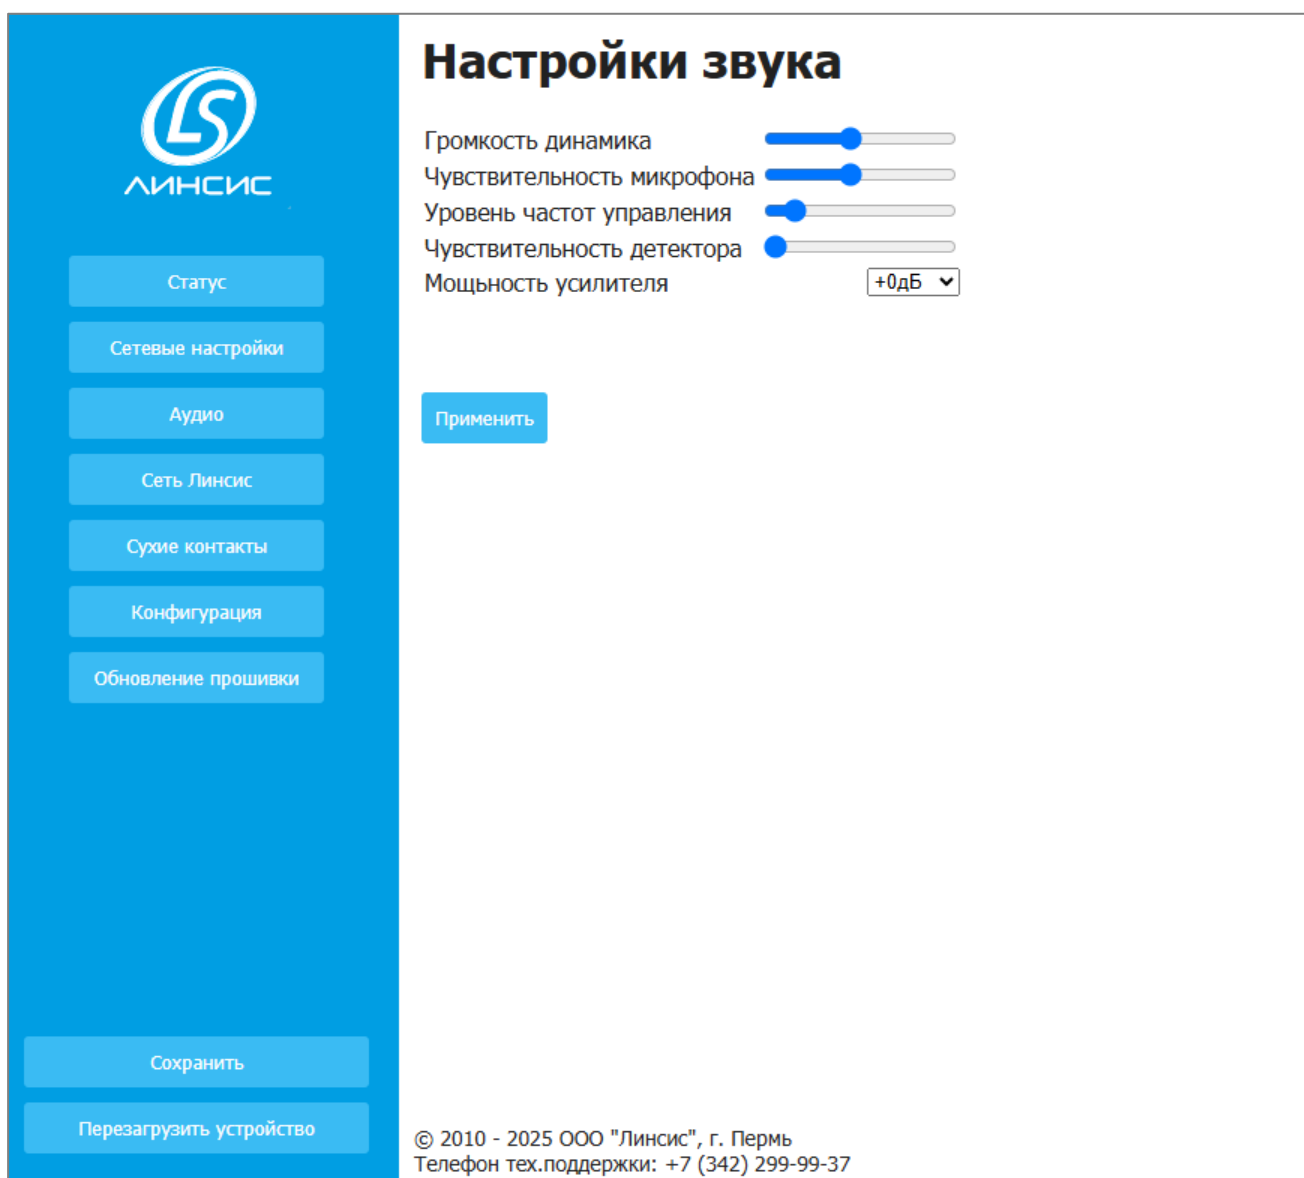 ЛИНСИС
Статус
Сетевые настройки
Аудио
Сеть Линсис
Сухие контакты
Конфигурация
Обновление прошивки
Сохранить
Перезагрузить устройство
Настройки звука
Громкость динамика
Чувствительность микрофона
Уровень частот управления
Чувствительность детектора
Мощьность усилителя +0дБ
Применить
© 2010 - 2025 ООО "Линсис", г. Пермь
Телефон тех.поддержки: +7 (342) 299-99-37